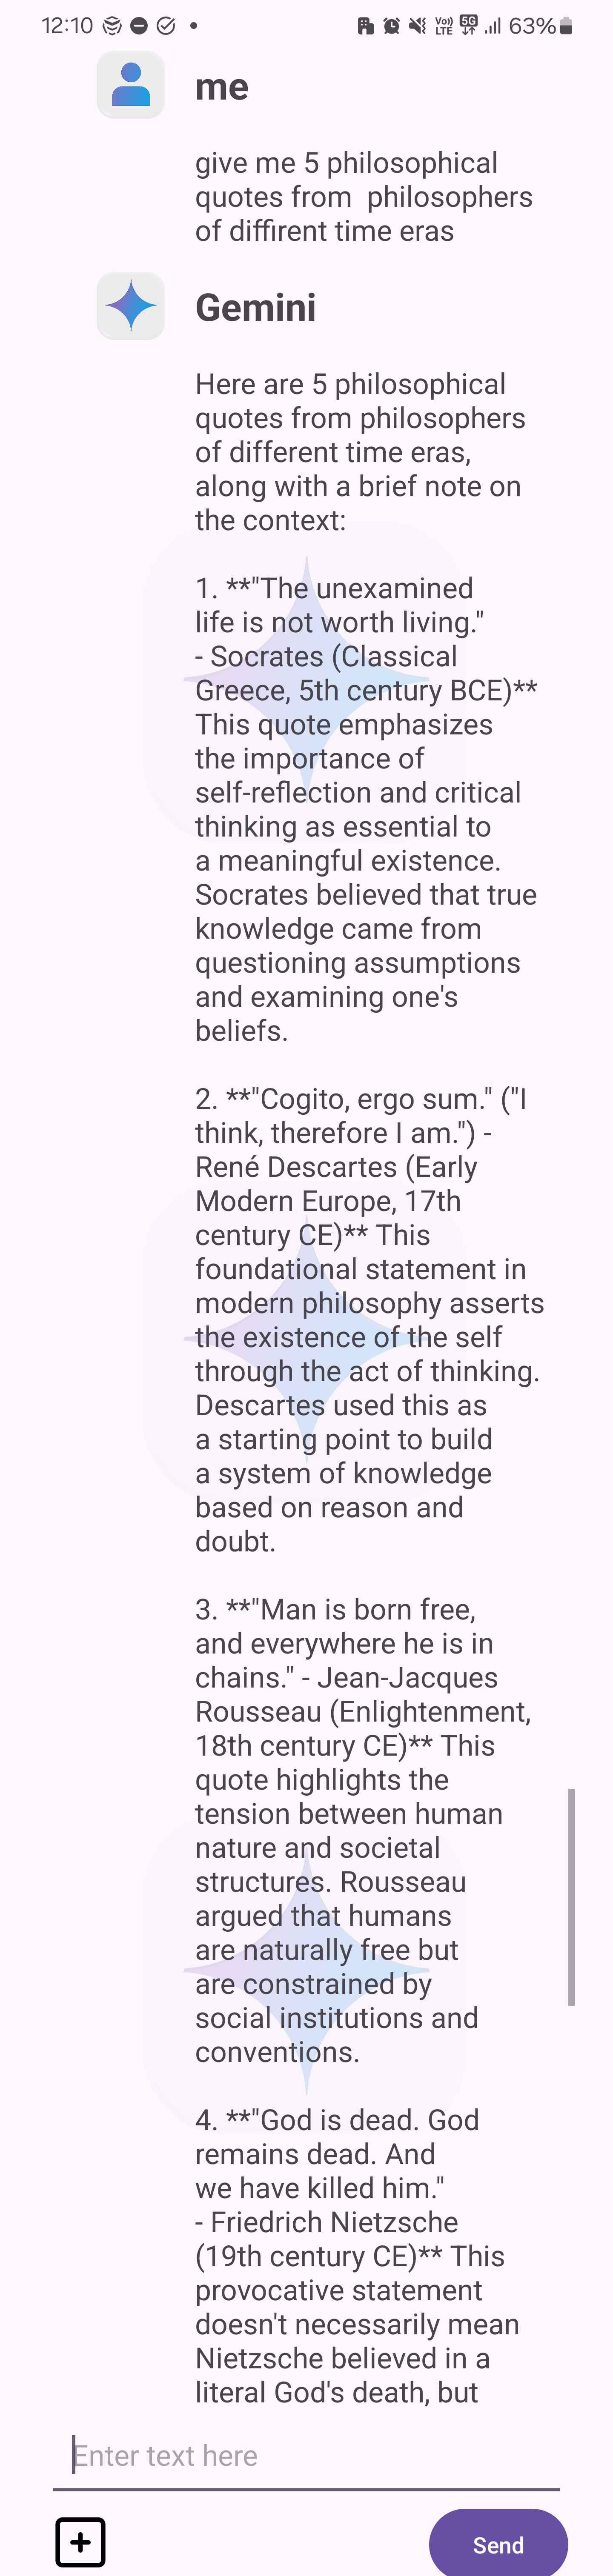 12:10
Vo)) LTE 5G 63%
me
give me 5 philosophical
quotes from  philosophers
of diffirent time eras
Gemini
Here are 5 philosophical
quotes from philosophers
of different time eras,
along with a brief note on
the context:
1. **"The unexamined
life is not worth living."
- Socrates (Classical
Greece, 5th century BCE)**
This quote emphasizes
the importance of
self-reflection and critical
thinking as essential to
a meaningful existence.
Socrates believed that true
knowledge came from
questioning assumptions
and examining one's
beliefs.
2. **"Cogito, ergo sum." ("I
think, therefore I am.") -
René Descartes (Early
Modern Europe, 17th
century CE)** This
foundational statement in
modern philosophy asserts
the existence of the self
through the act of thinking.
Descartes used this as
a starting point to build
a system of knowledge
based on reason and
doubt.
3. **"Man is born free,
and everywhere he is in
chains." - Jean-Jacques
Rousseau (Enlightenment,
18th century CE)** This
quote highlights the
tension between human
nature and societal
structures. Rousseau
argued that humans
are naturally free but
are constrained by
social institutions and
conventions.
4. **"God is dead. God
remains dead. And
we have killed him."
- Friedrich Nietzsche
(19th century CE)** This
provocative statement
doesn't necessarily mean
Nietzsche believed in a
literal God's death, but
Enter text here
Send